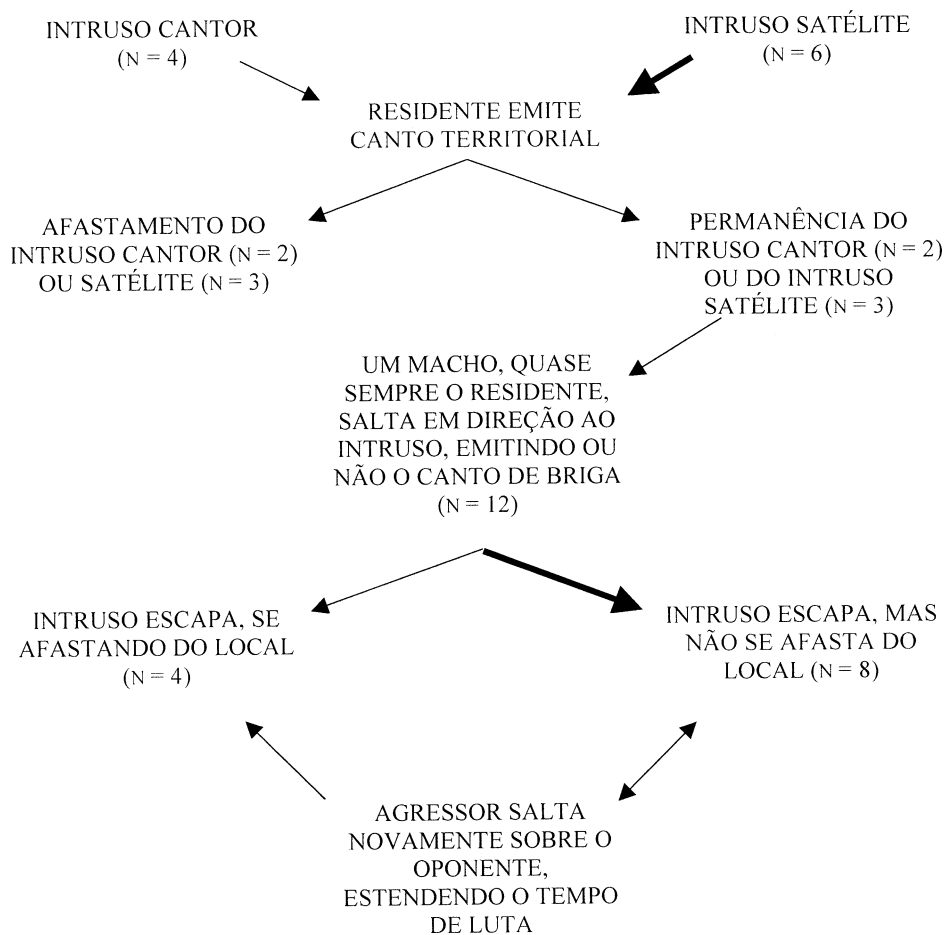 INTRUSO CANTOR
(N = 4)
INTRUSO SATÉLITE
(N = 6)
RESIDENTE EMITE
CANTO TERRITORIAL
AFASTAMENTO DO
INTRUSO CANTOR (N = 2)
OU SATÉLITE (N = 3)
PERMANÊNCIA DO
INTRUSO CANTOR (N = 2)
OU DO INTRUSO
SATÉLITE (N = 3)
UM MACHO, QUASE
SEMPRE O RESIDENTE,
SALTA EM DIREÇÃO AO
INTRUSO, EMITINDO OU
NÃO O CANTO DE BRIGA
(N = 12)
INTRUSO ESCAPA, SE
AFASTANDO DO LOCAL
(N = 4)
INTRUSO ESCAPA, MAS
NÃO SE AFASTA DO
LOCAL (N = 8)
AGRESSOR SALTA
NOVAMENTE SOBRE O
OPONENTE,
ESTENDENDO O TEMPO
DE LUTA